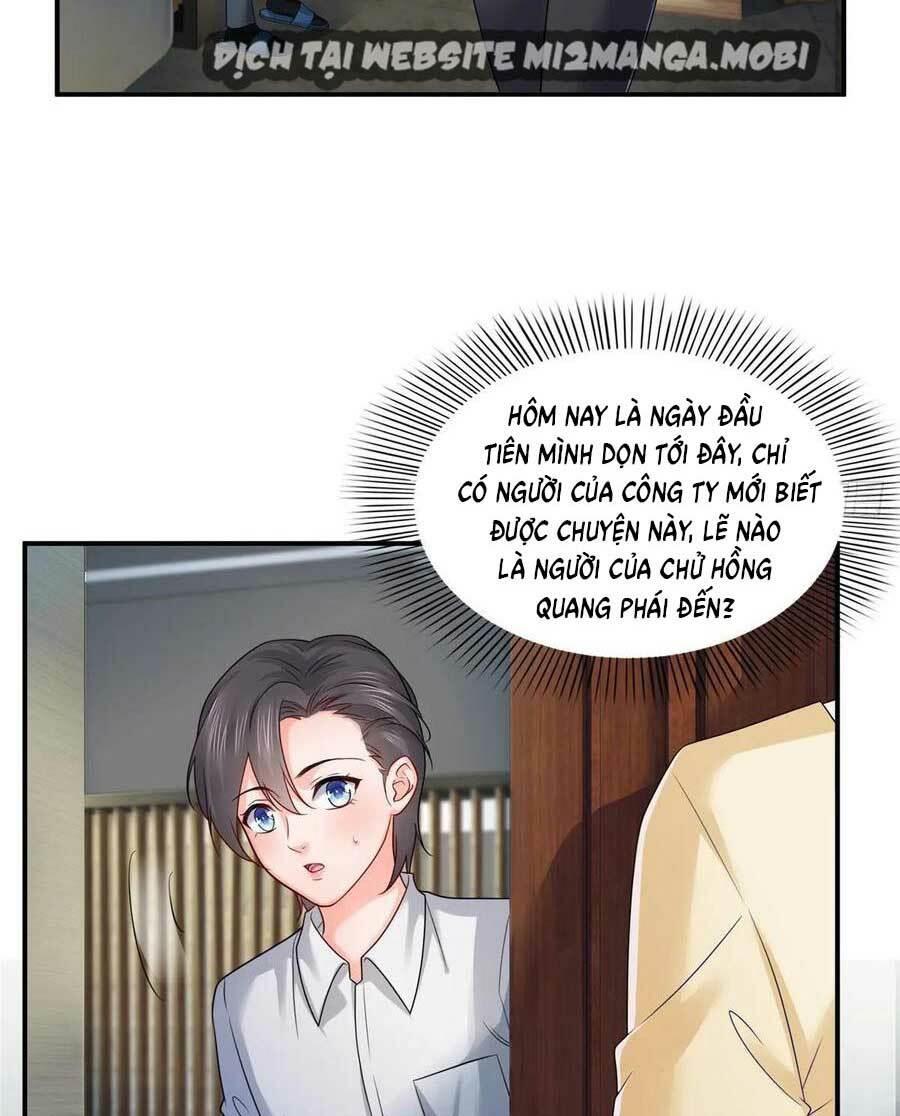 DỊCH TẠI WEBSITE MI2MANGA.MOBI
HÔM NAY LÀ NGÀY ĐẦU
TIÊN MÌNH DỌN TỚI ĐÂY, CHỈ
CÓ NGƯỜI CỦA CÔNG TY MỚI BIẾT
ĐƯỢC CHUYỆN NÀY, LẼ NÀO
LÀ NGƯỜI CỦA CHỬ HỒNG
QUANG PHÁI ĐẾN?